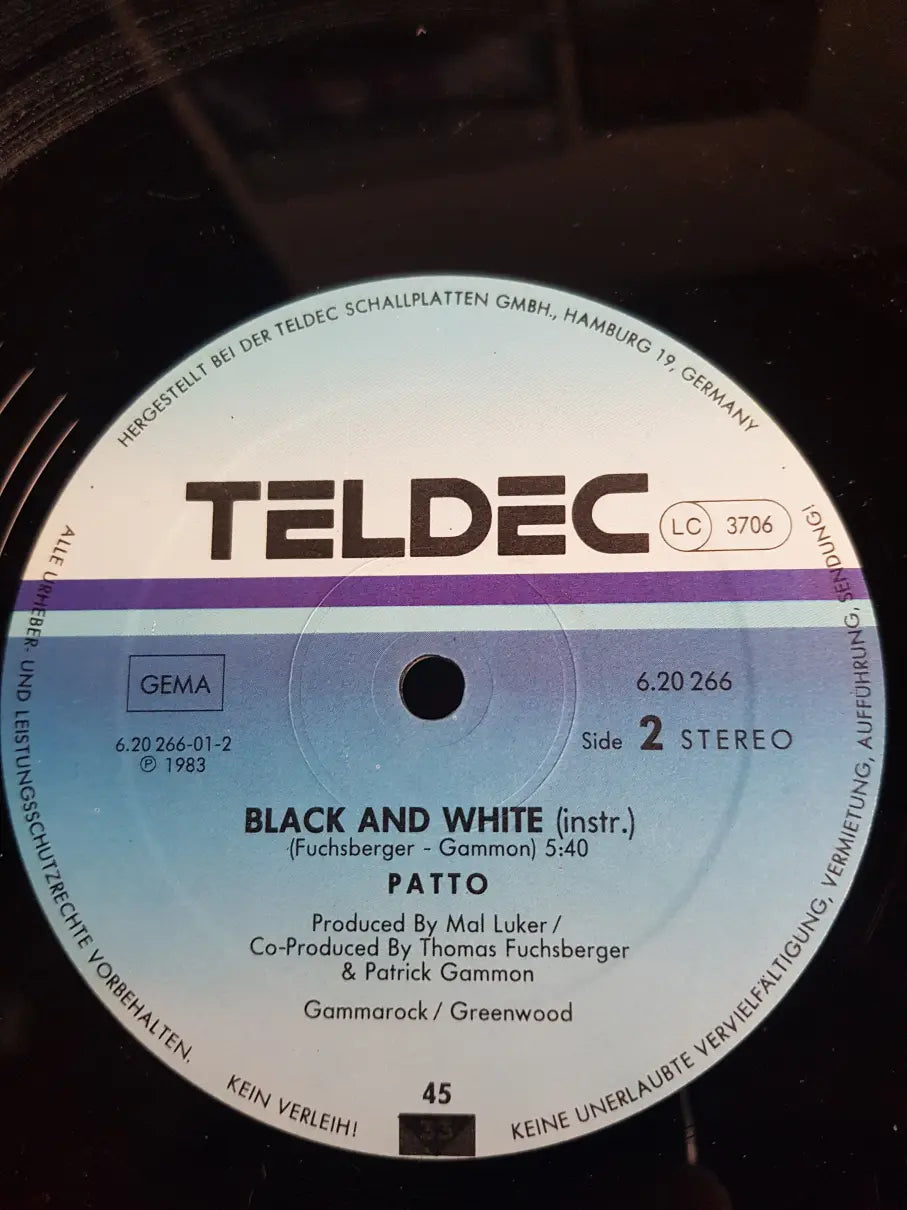 HERGESTELLT BEI DER TELDEC SCHALLPLATTEN GMBH., HAMBURG 19, GERMANY
TELDEC
LC 3706
GEMA
6.20 266
6.20 266-01-2
℗ 1983
Side 2 STEREO
BLACK AND WHITE (instr.)
(Fuchsberger - Gammon) 5:40
PATTO
Produced By Mal Luker /
Co-Produced By Thomas Fuchsberger
& Patrick Gammon
Gammarock / Greenwood
45
33
ALLE URHEBER- UND LEISTUNGSSCHUTZRECHTE VORBEHALTEN.
KEIN VERLEIH!
KEINE UNERLAUBTE VERVIELFÄLTIGUNG, VERMIETUNG, AUFFÜHRUNG, SENDUNG!